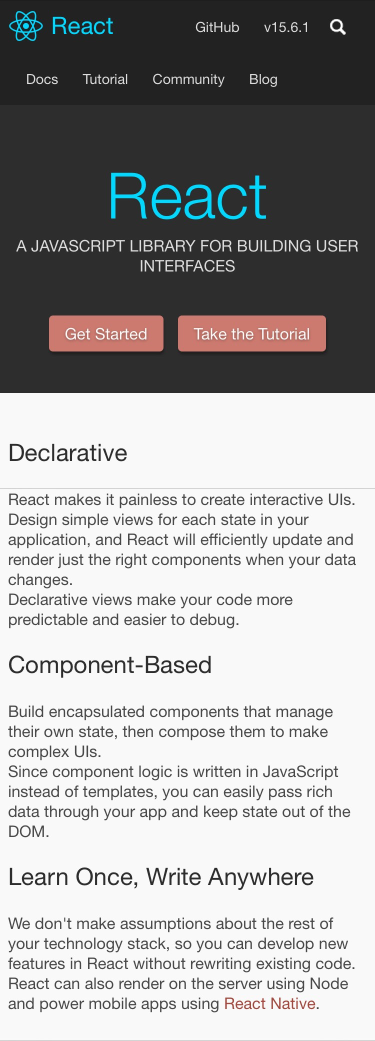 React GitHub v15.6.1
Docs Tutorial Community Blog
React
A JAVASCRIPT LIBRARY FOR BUILDING USER
INTERFACES
Get Started Take the Tutorial
Declarative
React makes it painless to create interactive UIs.
Design simple views for each state in your
application, and React will efficiently update and
render just the right components when your data
changes.
Declarative views make your code more
predictable and easier to debug.
Component-Based
Build encapsulated components that manage
their own state, then compose them to make
complex UIs.
Since component logic is written in JavaScript
instead of templates, you can easily pass rich
data through your app and keep state out of the
DOM.
Learn Once, Write Anywhere
We don't make assumptions about the rest of
your technology stack, so you can develop new
features in React without rewriting existing code.
React can also render on the server using Node
and power mobile apps using React Native.